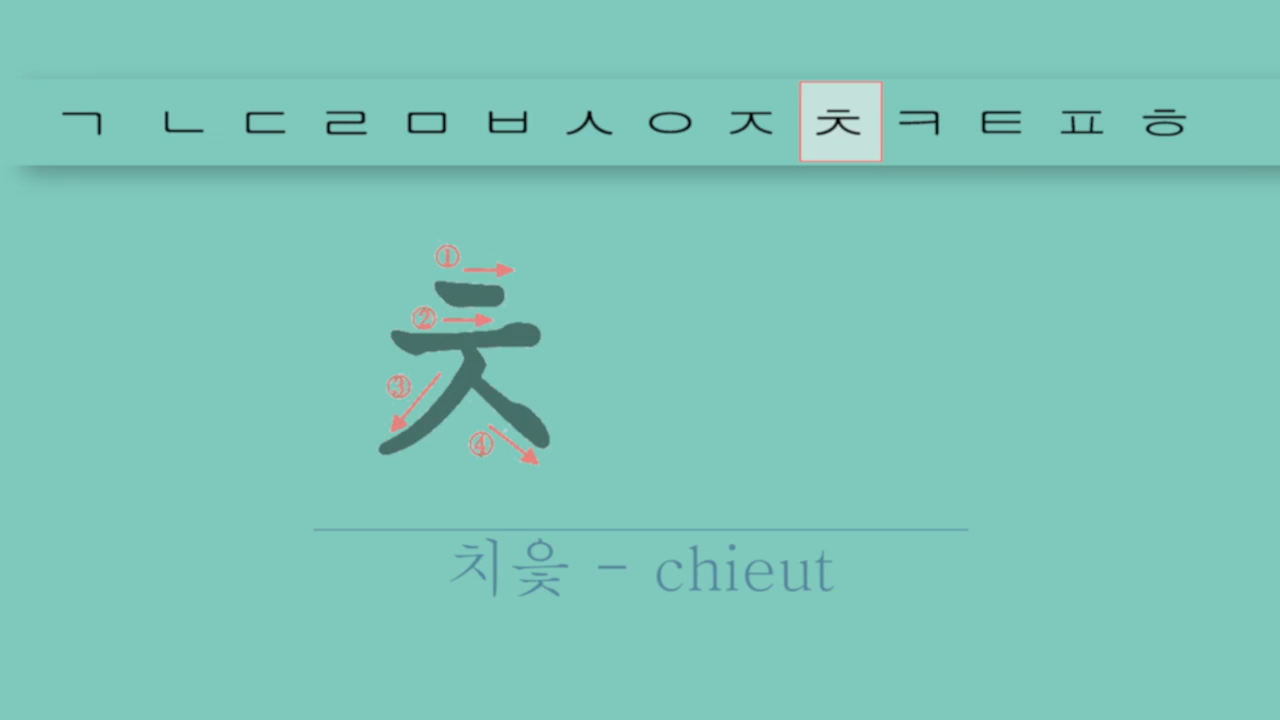 ㄱ ㄴ ㄷ ㄹ ㅁ ㅂ ㅅ ㅇ ㅈ ㅊ ㅋ ㅌ ㅍ ㅎ
①
②
ㅊ
③
④
치읓 - chieut